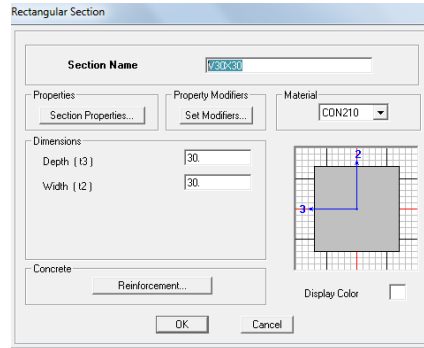 Rectangular Section
Section Name
V30X30
Properties
Section Properties...
Property Modifiers
Set Modifiers...
Material
CON210
Dimensions
Depth ( t3 )
30.
Width ( t2 )
30.
2
3
Concrete
Reinforcement...
Display Color
OK
Cancel